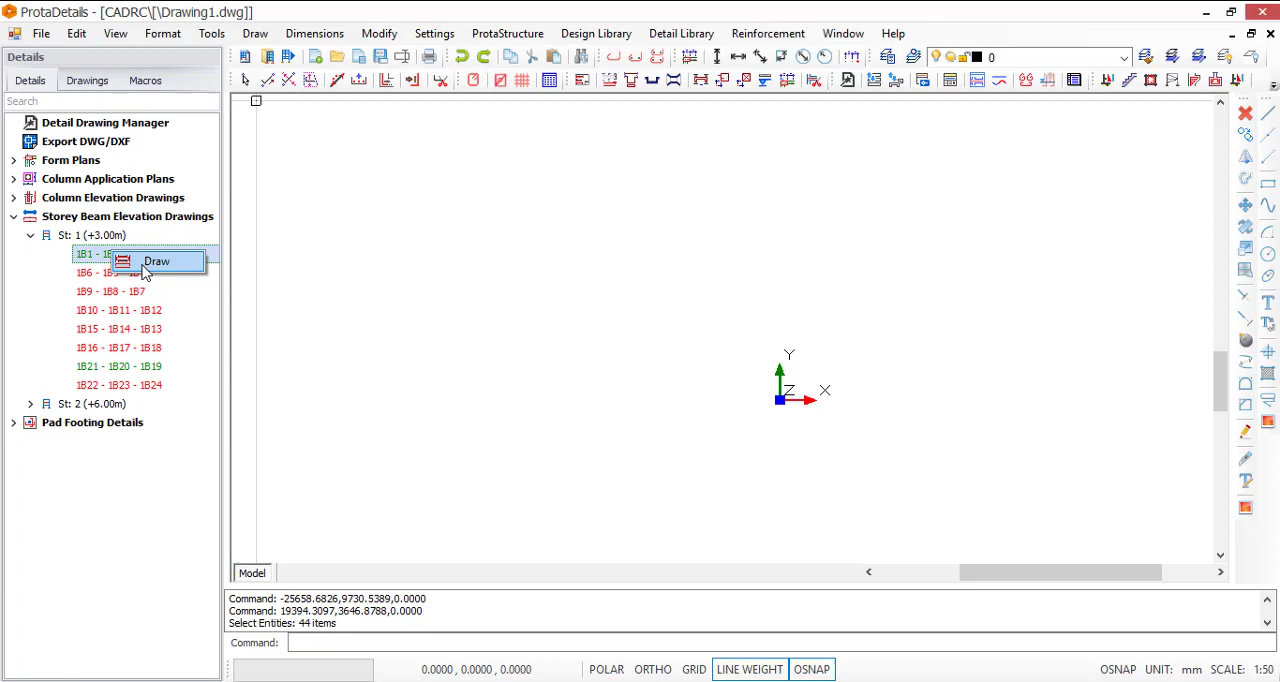 ProtaDetails - [CADRC\[\Drawing1.dwg]]
File Edit View Format Tools Draw Dimensions Modify Settings ProtaStructure Design Library Detail Library Reinforcement Window Help
Details
Details Drawings Macros
Search
0
Detail Drawing Manager
Export DWG/DXF
Form Plans
Column Application Plans
Column Elevation Drawings
Storey Beam Elevation Drawings
St: 1 (+3.00m)
1B1 - 1B
Draw
1B6 -
1B9 - 1B8 - 1B7
1B10 - 1B11 - 1B12
1B15 - 1B14 - 1B13
1B16 - 1B17 - 1B18
1B21 - 1B20 - 1B19
1B22 - 1B23 - 1B24
St: 2 (+6.00m)
Pad Footing Details
Y
Z X
Model
Command: -25658.6826,9730.5389,0.0000
Command: 19394.3097,3646.8788,0.0000
Select Entities: 44 items
Command:
0.0000 , 0.0000 , 0.0000 POLAR ORTHO GRID LINE WEIGHT OSNAP OSNAP UNIT: mm SCALE: 1:50